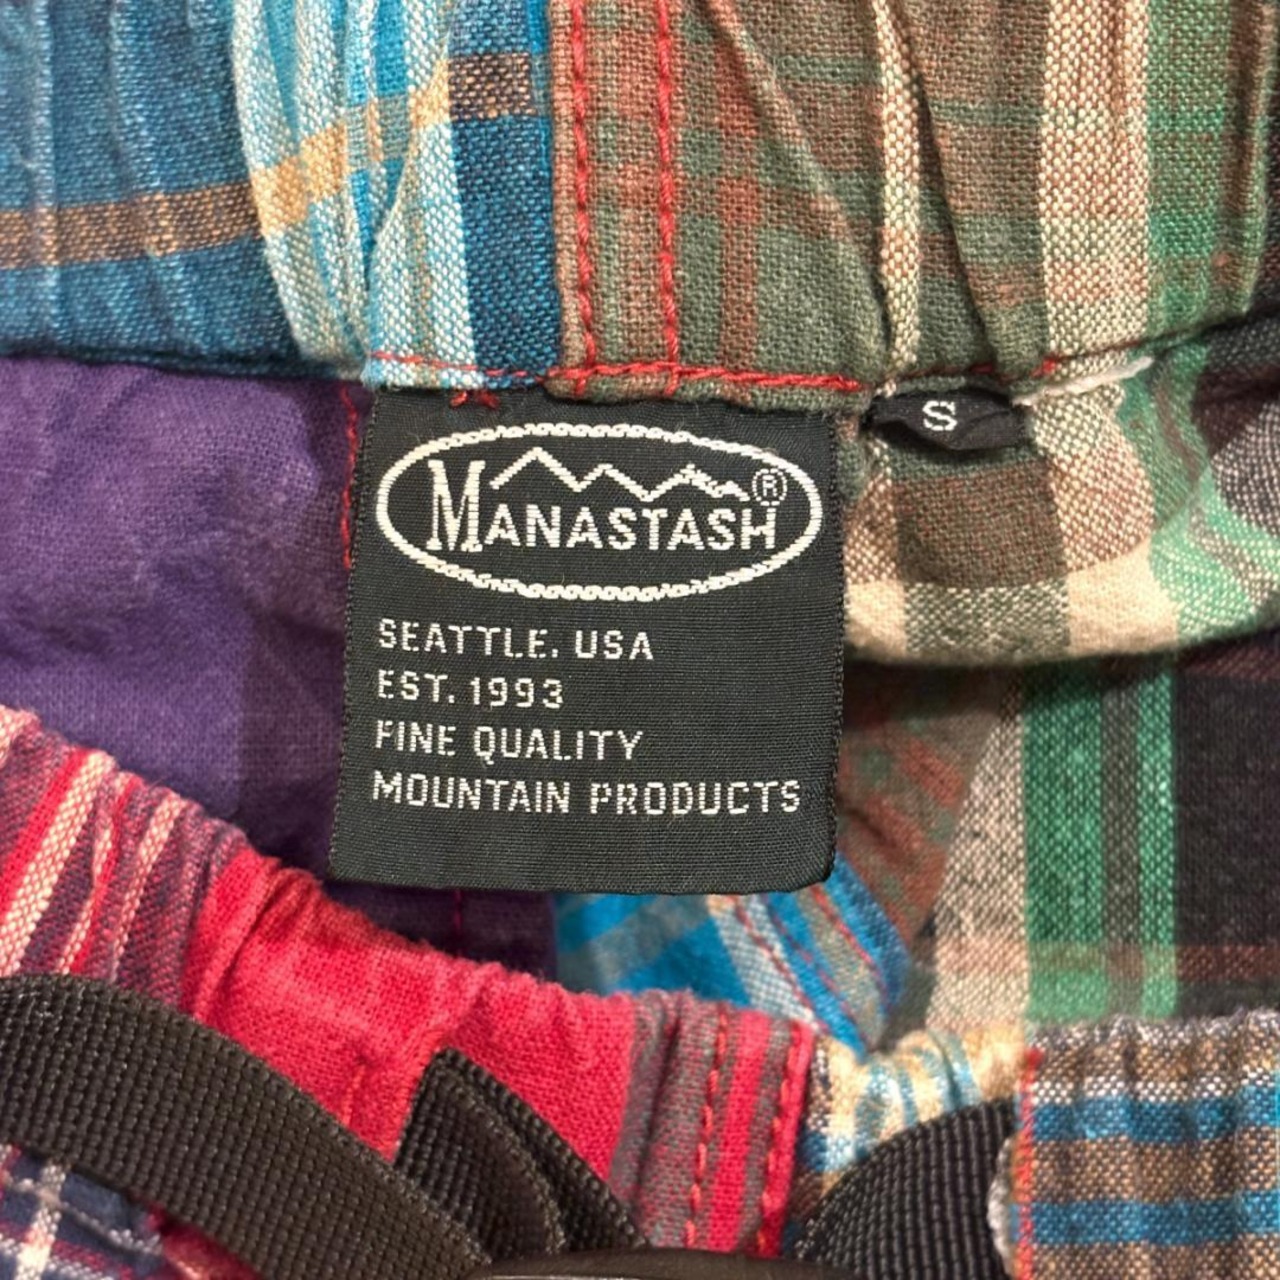 S
MANASTASH®
SEATTLE. USA
EST. 1993
FINE QUALITY
MOUNTAIN PRODUCTS